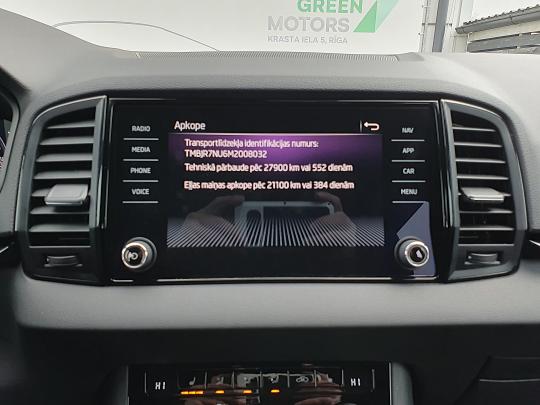 GREEN
MOTORS
KRASTA IELA 5, RĪGA
RADIO
MEDIA
PHONE
VOICE
Apkope
Transportlīdzekļa identifikācijas numurs:
TMBJR7NU6M2008032
Tehniskā pārbaude pēc 27900 km vai 552 dienām
Eļļas maiņas apkope pēc 21100 km vai 384 dienām
NAV
APP
CAR
MENU
HI
HI